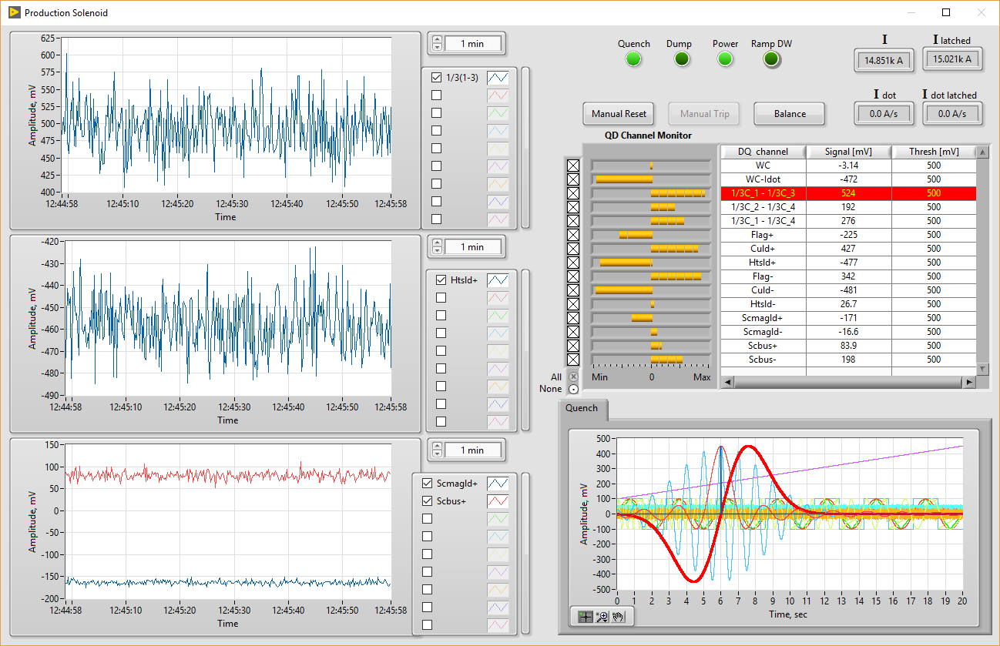 Production Solenoid
625
600
575
550
525
500
475
450
425
400
Amplitude, mV
12:44:58 12:45:10 12:45:20 12:45:30 12:45:40 12:45:50 12:45:58
Time
1 min
1/3(1-3)
-420
-430
-440
-450
-460
-470
-480
-490
Amplitude, mV
12:44:58 12:45:10 12:45:20 12:45:30 12:45:40 12:45:50 12:45:58
Time
1 min
HtsId+
150
100
50
0
-50
-100
-150
-200
Amplitude, mV
12:44:58 12:45:10 12:45:20 12:45:30 12:45:40 12:45:50 12:45:58
Time
1 min
ScmagId+
Scbus+
Quench Dump Power Ramp DW
I I latched
14.851k A 15.021k A
I dot I dot latched
0.0 A/s 0.0 A/s
Manual Reset Manual Trip Balance
QD Channel Monitor
All
None
Min 0 Max
DQ channel Signal [mV] Thresh [mV]
WC -3.14 500
WC-Idot -472 500
1/3C_1 - 1/3C_3 524 500
1/3C_2 - 1/3C_4 192 500
1/3C_1 - 1/3C_4 276 500
Flag+ -225 500
CuId+ 427 500
HtsId+ -477 500
Flag- 342 500
CuId- -481 500
HtsId- 26.7 500
ScmagId+ -171 500
ScmagId- -16.6 500
Scbus+ 83.9 500
Scbus- 198 500
Quench
500
400
300
200
100
0
-100
-200
-300
-400
-500
Amplitude, mV
0 1 2 3 4 5 6 7 8 9 10 11 12 13 14 15 16 17 18 19 20
Time, sec